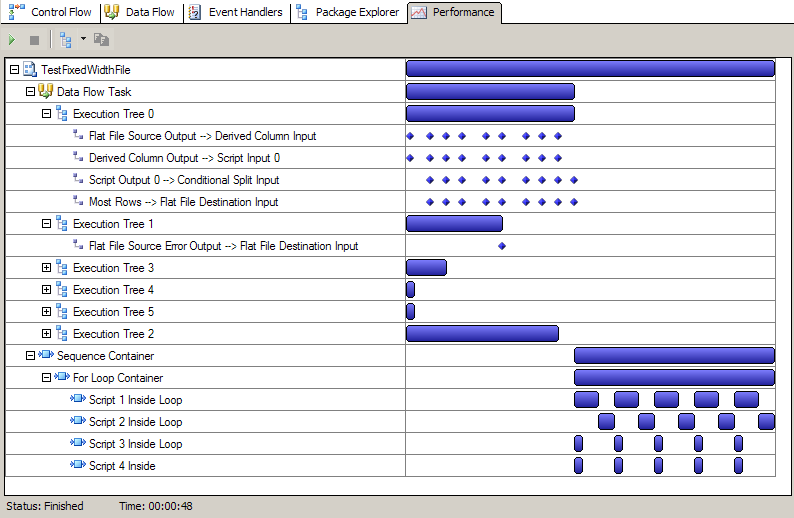 Control Flow Data Flow Event Handlers Package Explorer Performance
TestFixedWidthFile
Data Flow Task
Execution Tree 0
Flat File Source Output --> Derived Column Input
Derived Column Output --> Script Input 0
Script Output 0 --> Conditional Split Input
Most Rows --> Flat File Destination Input
Execution Tree 1
Flat File Source Error Output --> Flat File Destination Input
Execution Tree 3
Execution Tree 4
Execution Tree 5
Execution Tree 2
Sequence Container
For Loop Container
Script 1 Inside Loop
Script 2 Inside Loop
Script 3 Inside Loop
Script 4 Inside
Status: Finished Time: 00:00:48